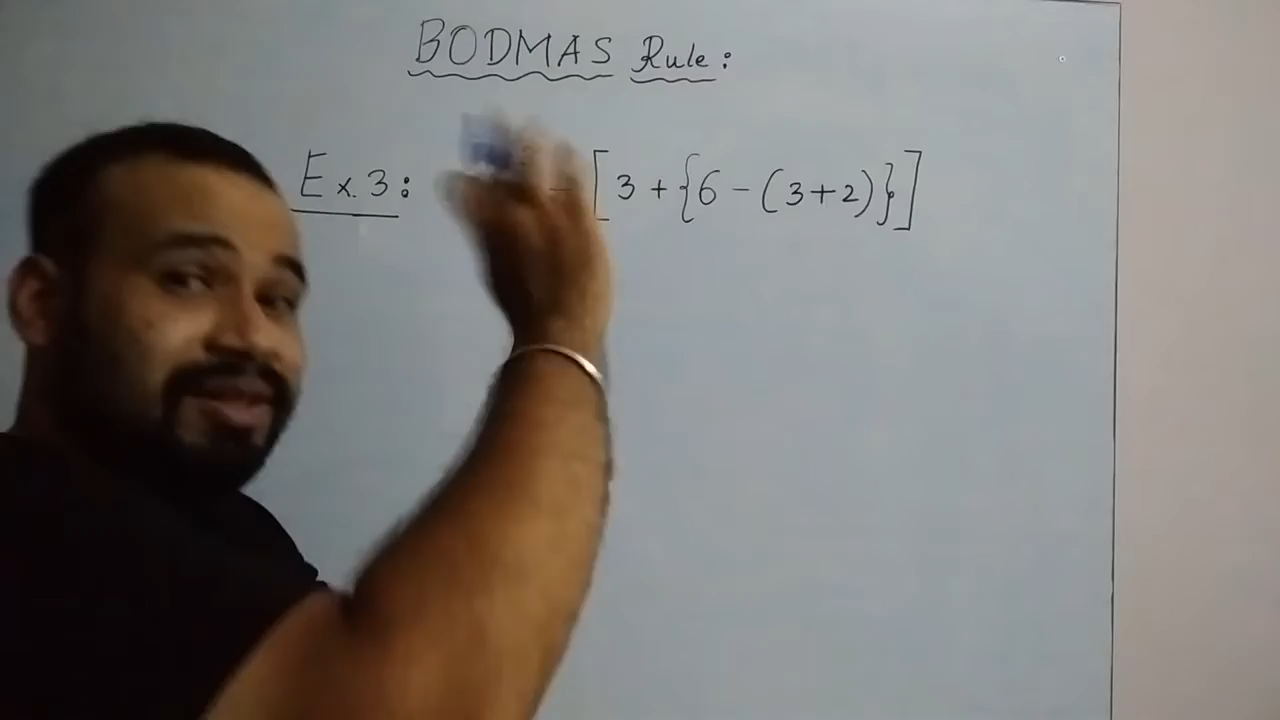 BODMAS Rule:
Ex. 3: - [3 + {6 - (3+2)}]